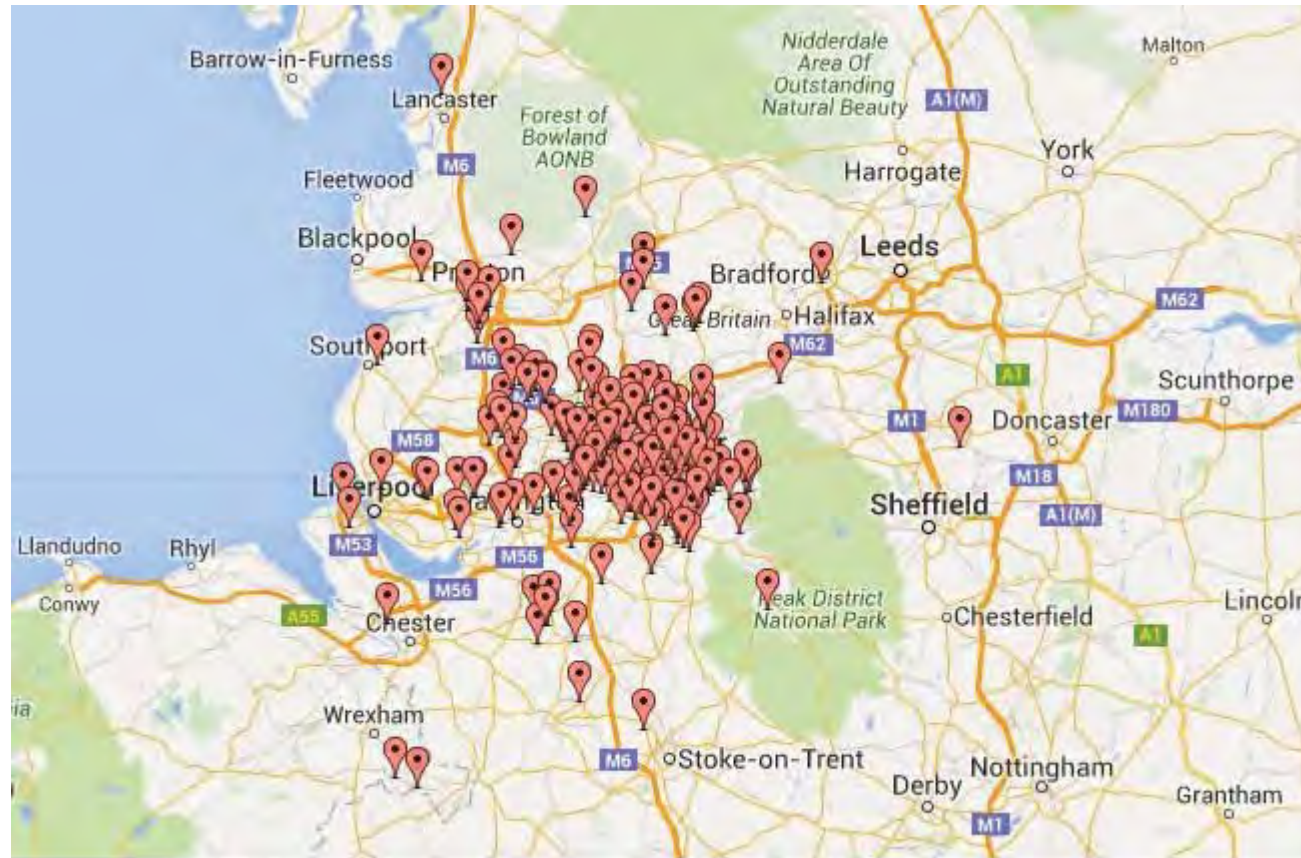 Barrow-in-Furness
Lancaster
Nidderdale
Area Of
Outstanding
Natural Beauty
Malton
A1(M)
Forest of
Bowland
AONB
M6
York
Harrogate
Fleetwood
Blackpool
Leeds
Bradford
M62
Halifax
M62
M6
A1
Scunthorpe
M180
M58
M1
Doncaster
M18
Sheffield
A1(M)
Llandudno
Rhyl
M53
M56
M56
Conwy
A55
Chester
District
National Park
Chesterfield
A1
Wrexham
M6
Stoke-on-Trent
Nottingham
Derby
Grantham
M1